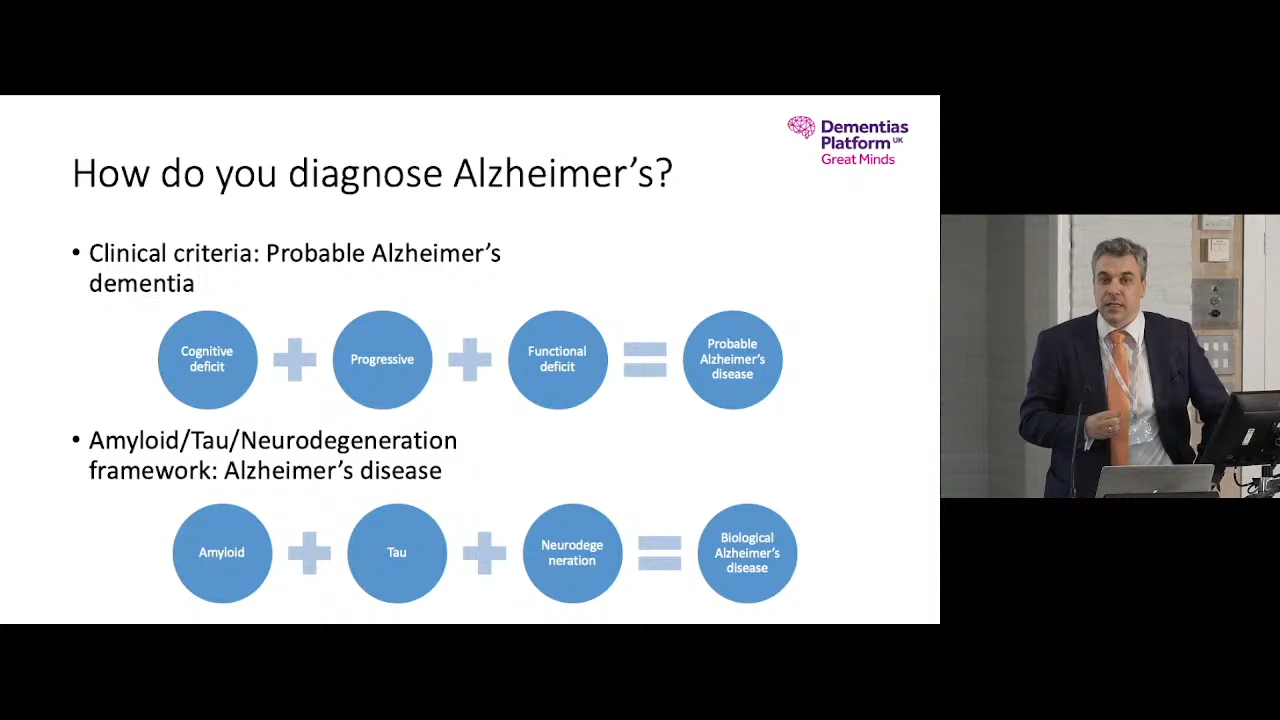 Dementias
Platform UK
Great Minds
How do you diagnose Alzheimer’s?
• Clinical criteria: Probable Alzheimer’s
dementia
Cognitive
deficit
Progressive
Functional
deficit
Probable
Alzheimer’s
disease
• Amyloid/Tau/Neurodegeneration
framework: Alzheimer’s disease
Amyloid
Tau
Neurodege
neration
Biological
Alzheimer’s
disease